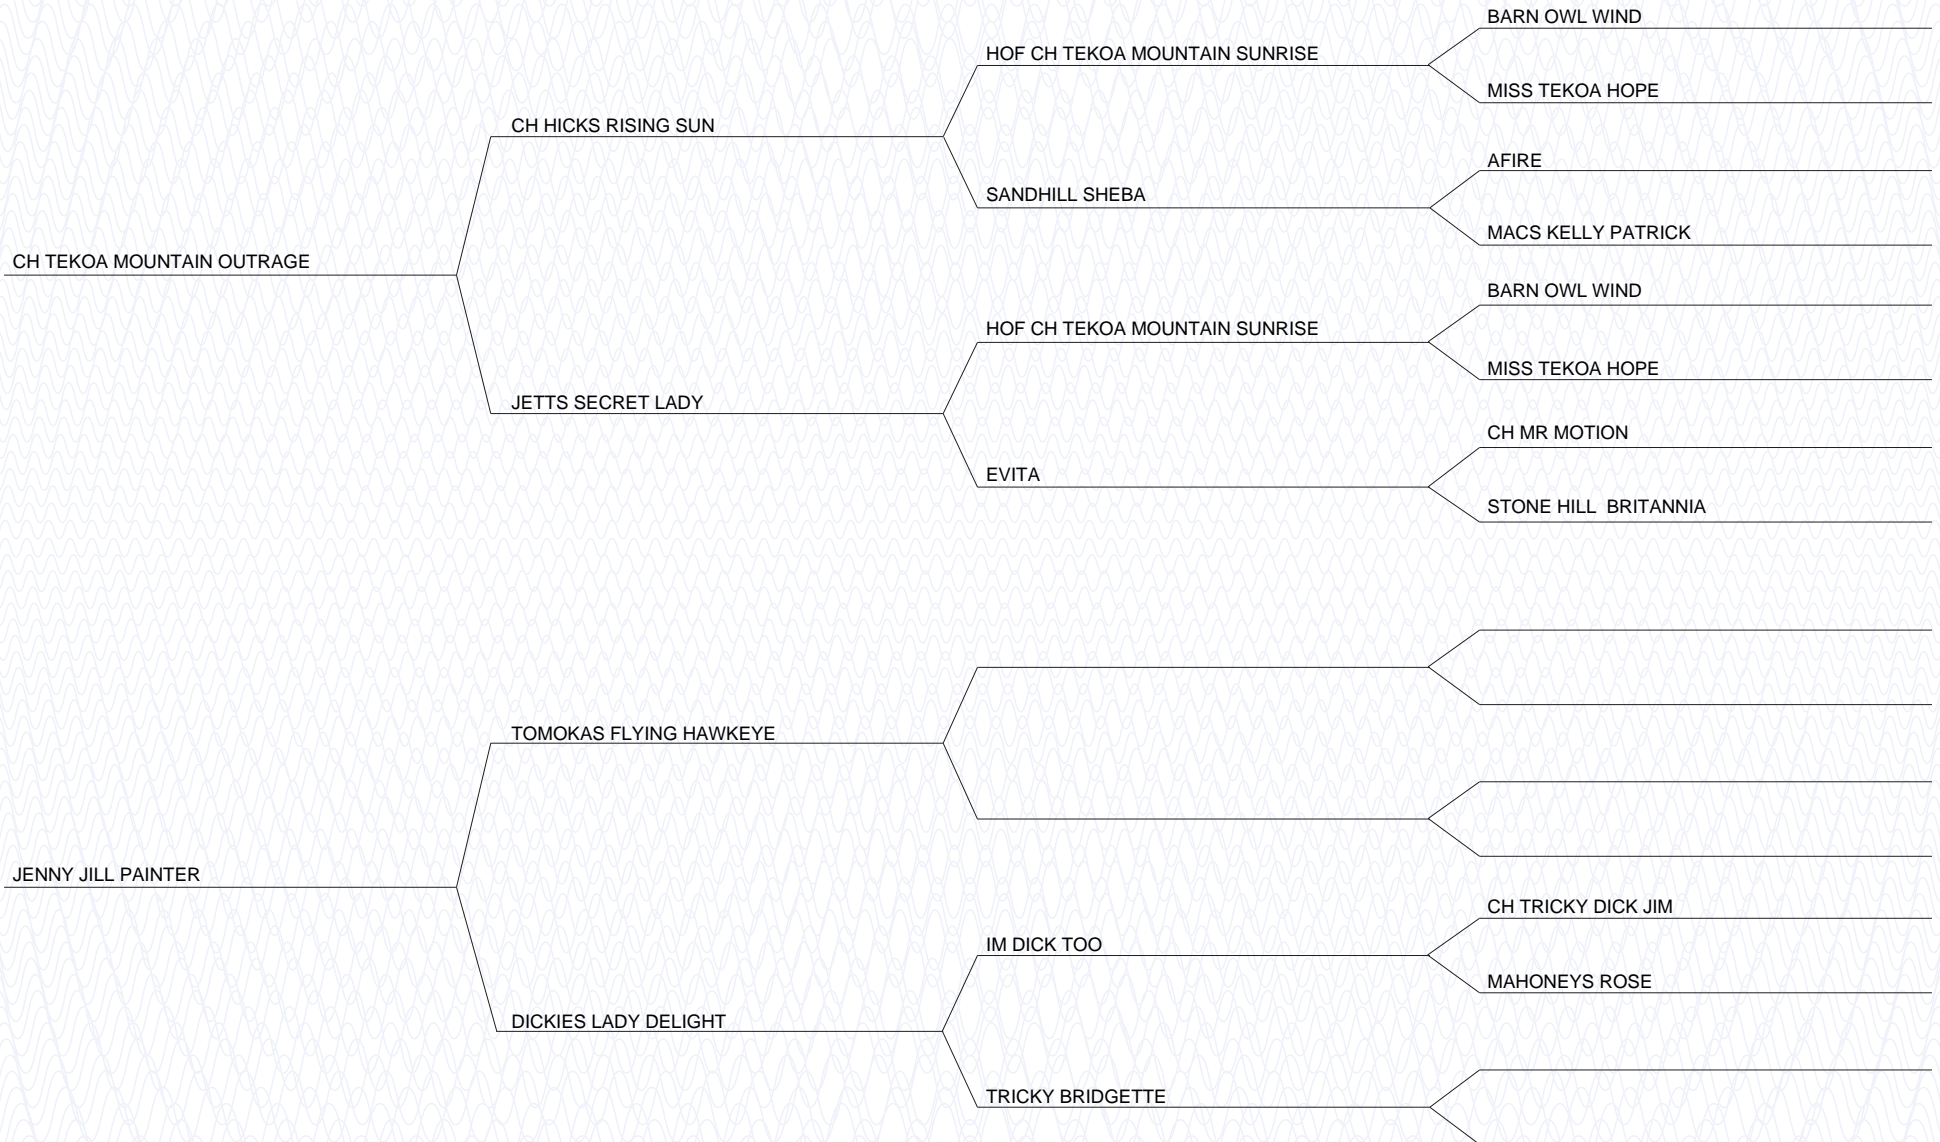 BARN OWL WIND
HOF CH TEKOA MOUNTAIN SUNRISE
MISS TEKOA HOPE
CH HICKS RISING SUN
AFIRE
SANDHILL SHEBA
MACS KELLY PATRICK
CH TEKOA MOUNTAIN OUTRAGE
BARN OWL WIND
HOF CH TEKOA MOUNTAIN SUNRISE
MISS TEKOA HOPE
JETTS SECRET LADY
CH MR MOTION
EVITA
STONE HILL  BRITANNIA
TOMOKAS FLYING HAWKEYE
JENNY JILL PAINTER
CH TRICKY DICK JIM
IM DICK TOO
MAHONEYS ROSE
DICKIES LADY DELIGHT
TRICKY BRIDGETTE